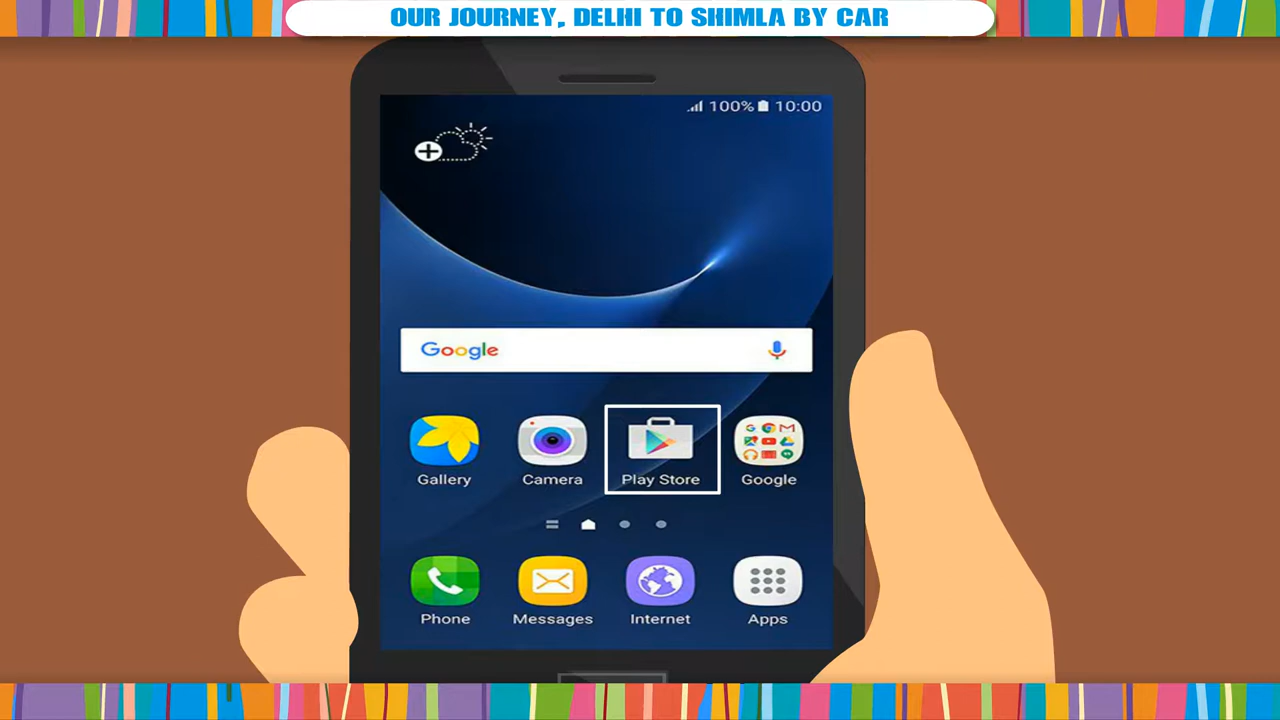 OUR JOURNEY, DELHI TO SHIMLA BY CAR
100% 10:00
Google
Gallery Camera Play Store Google
Phone Messages Internet Apps